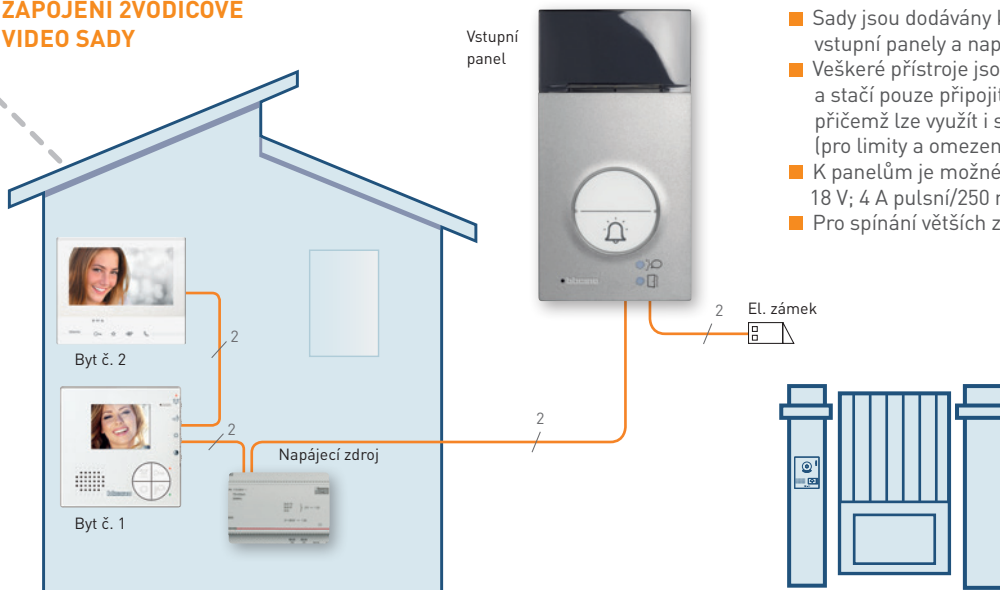 ZAPOJENÍ 2VODIČOVÉ
VIDEO SADY
Vstupní
panel
Sady jsou dodávány k
vstupní panely a nap
Veškeré přístroje jso
a stačí pouze připojit
přičemž lze využít i s
(pro limity a omezen
K panelům je možné
18 V; 4 A pulsní/250 m
Pro spínání větších z
2
El. zámek
2
Byt č. 2
2
2
Napájecí zdroj
Byt č. 1